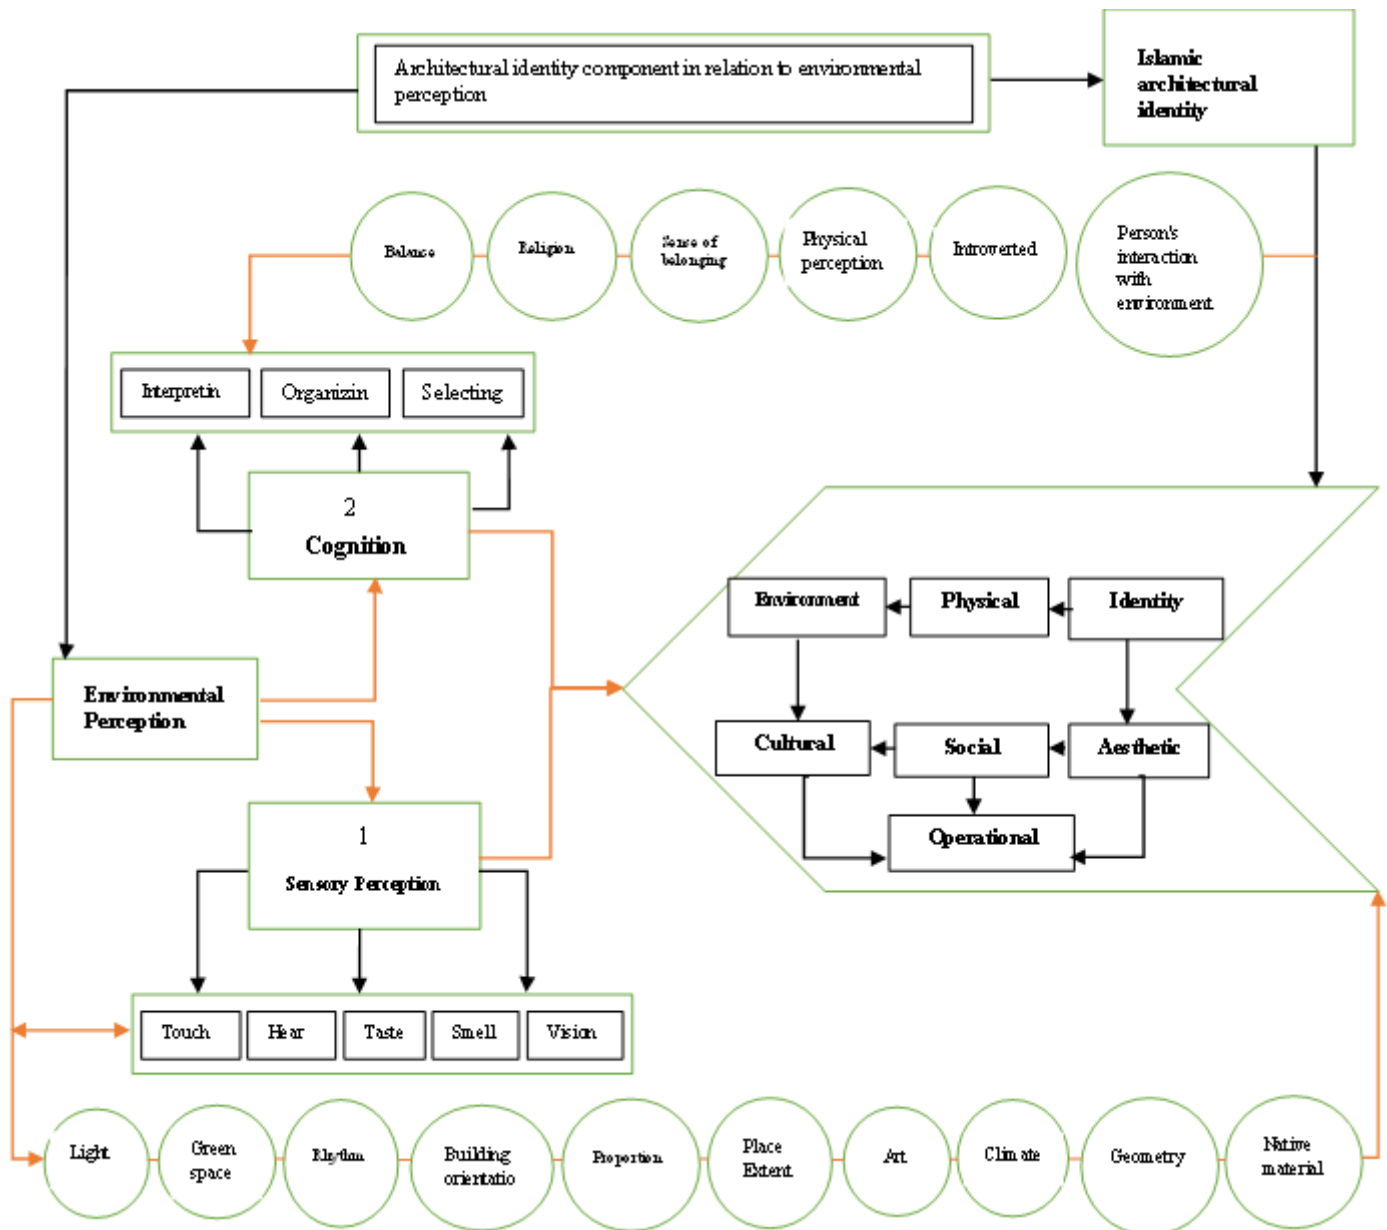 Architectural identity component in relation to environmental
perception
Islamic
architectural
identity
Balance
Religion
Sense of
belonging
Physical
perception
Introverted
Person's
interaction
with
environment
Interpretin
Organizin
Selecting
2
Cognition
Environment
Physical
Identity
Environmental
Perception
Cultural
Social
Aesthetic
Operational
1
Sensory Perception
Touch
Hear
Taste
Smell
Vision
Light
Green
space
Rhythm
Building
orientatio
Proportion
Place
Extent
Art
Climate
Geometry
Native
material